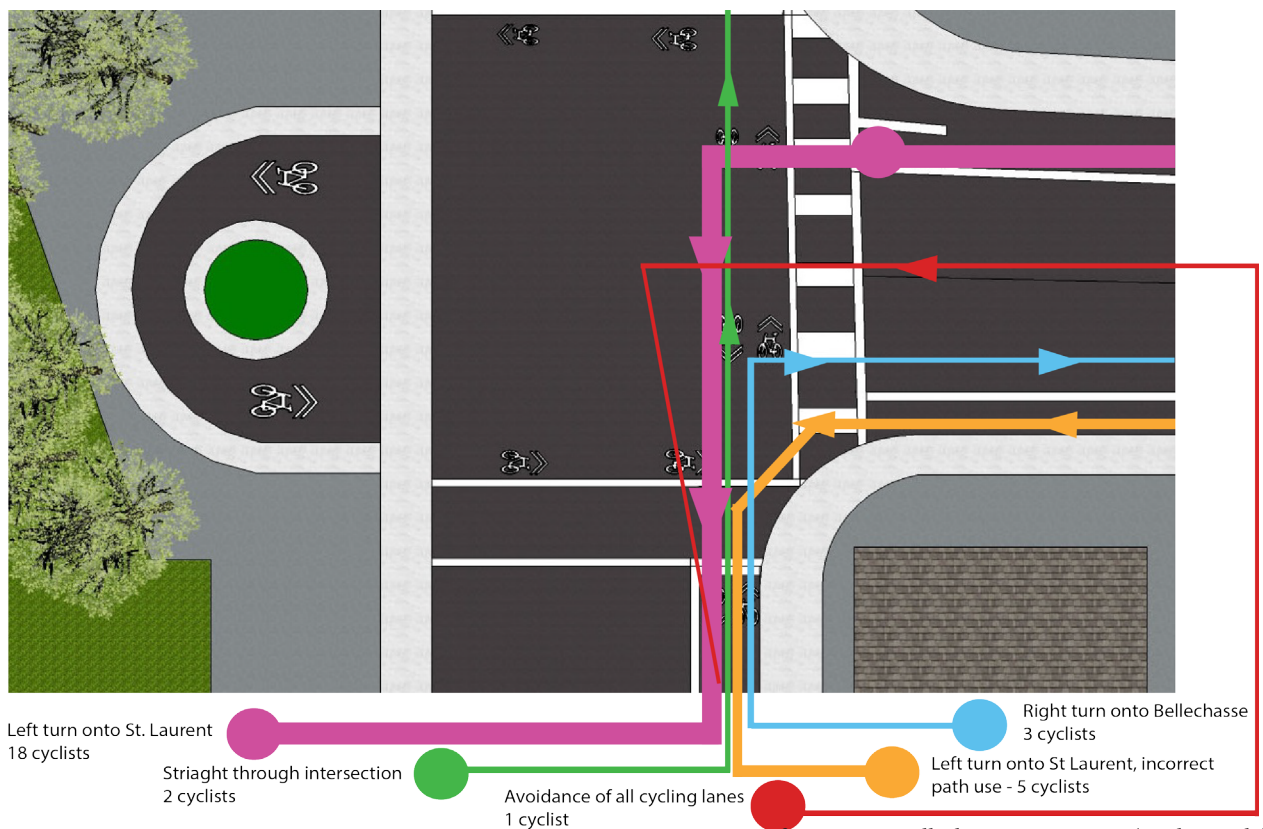 Left turn onto St. Laurent
18 cyclists
Striaght through intersection
2 cyclists
Avoidance of all cycling lanes
1 cyclist
Right turn onto Bellechasse
3 cyclists
Left turn onto St Laurent, incorrect
path use - 5 cyclists